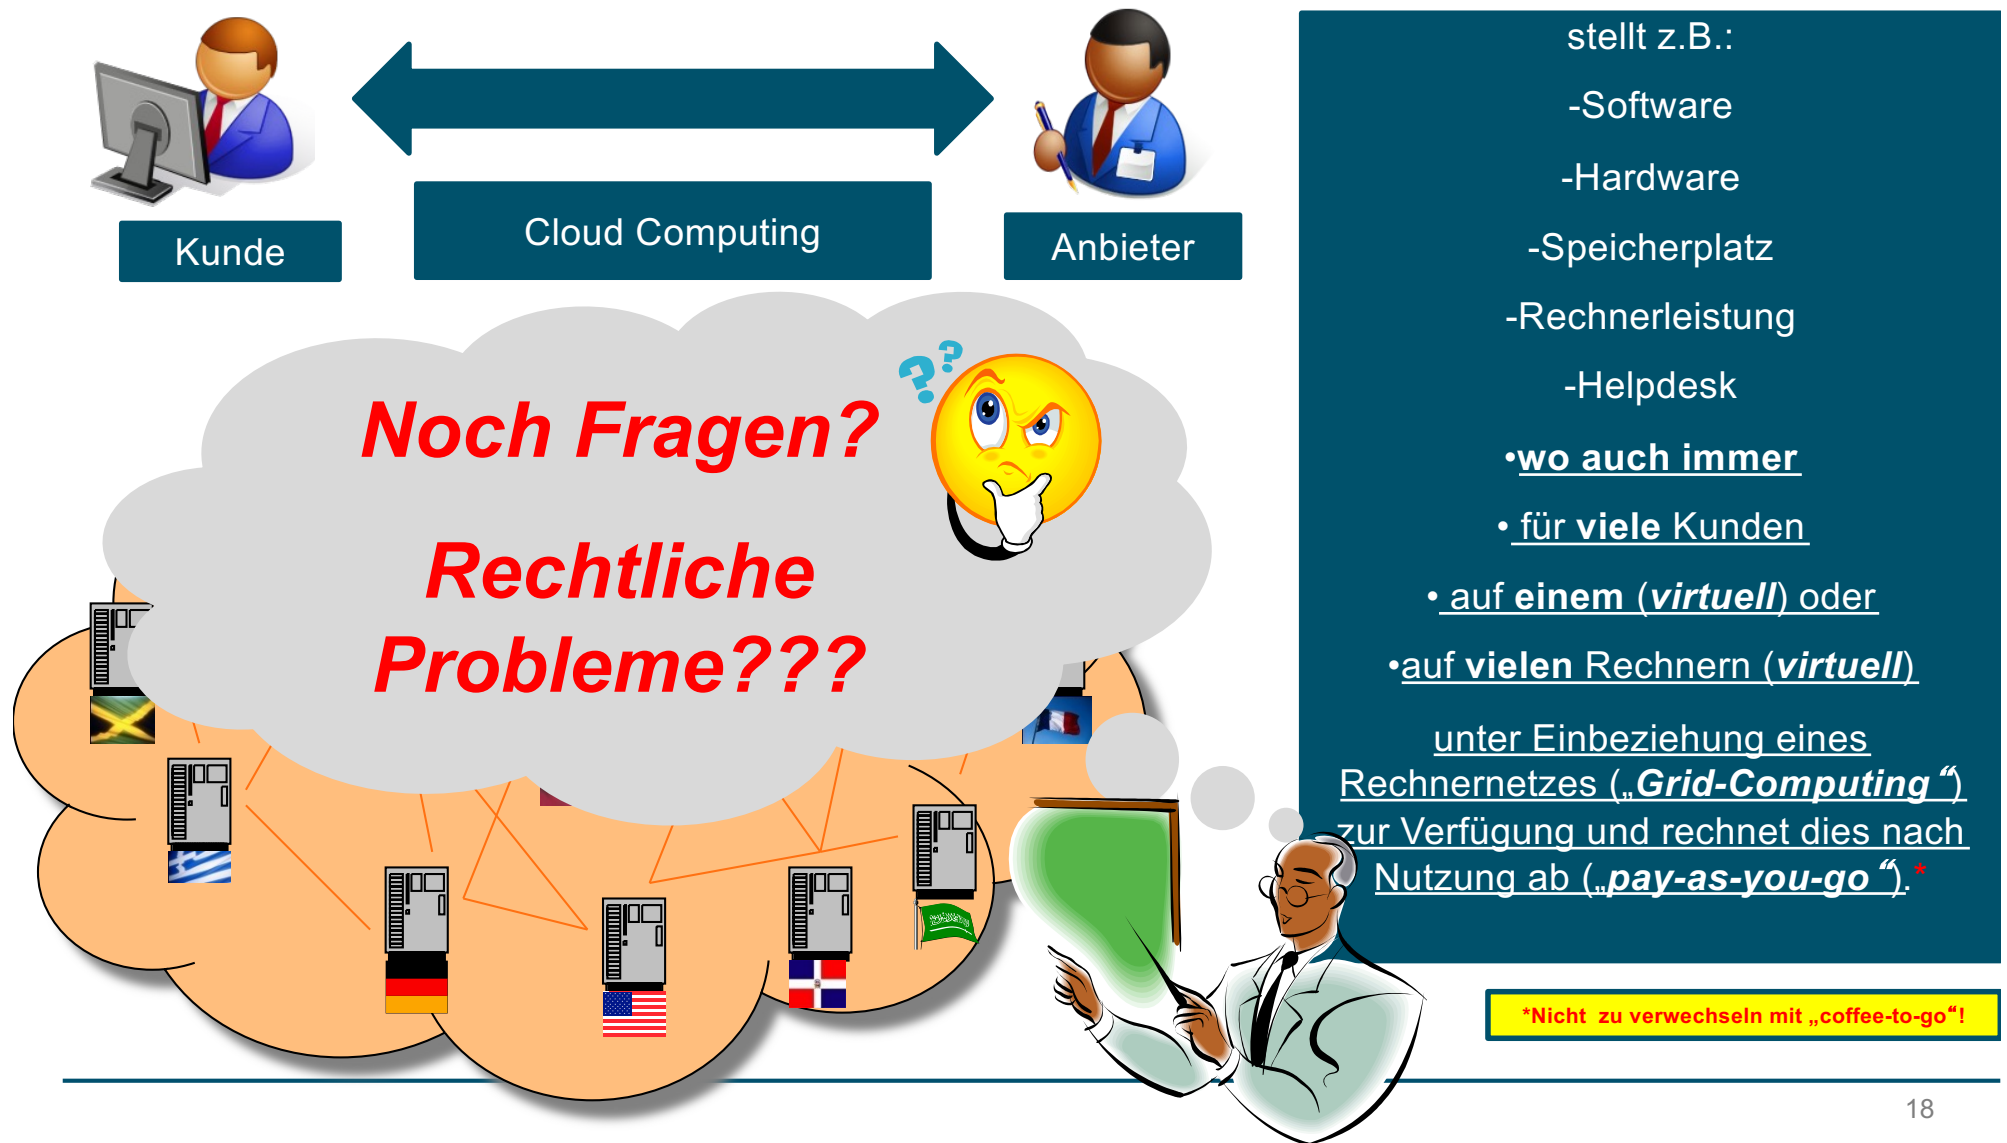 Kunde
Cloud Computing
Anbieter
Noch Fragen?
Rechtliche
Probleme???
stellt z.B.:
-Software
-Hardware
-Speicherplatz
-Rechnerleistung
-Helpdesk
•wo auch immer
• für viele Kunden
• auf einem (virtuell) oder
•auf vielen Rechnern (virtuell)
unter Einbeziehung eines
Rechnernetzes („Grid-Computing“)
zur Verfügung und rechnet dies nach
Nutzung ab („pay-as-you-go“).*
*Nicht zu verwechseln mit „coffee-to-go“!
18